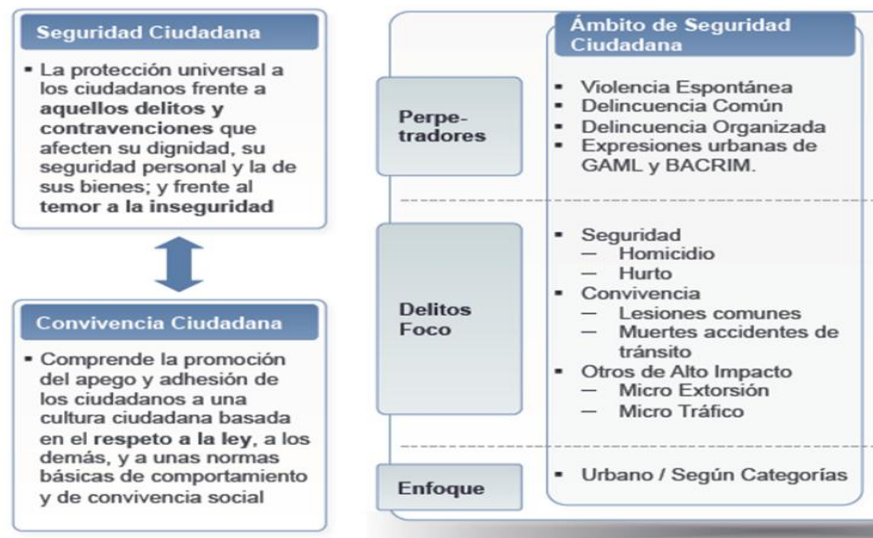 Seguridad Ciudadana
▪ La protección universal a
los ciudadanos frente a
aquellos delitos y
contravenciones que
afecten su dignidad, su
seguridad personal y la de
sus bienes; y frente al
temor a la inseguridad
Convivencia Ciudadana
▪ Comprende la promoción
del apego y adhesión de
los ciudadanos a una
cultura ciudadana basada
en el respeto a la ley, a los
demás, y a unas normas
básicas de comportamiento
y de convivencia social
Ámbito de Seguridad
Ciudadana
Perpe-
tradores
▪ Violencia Espontánea
▪ Delincuencia Común
▪ Delincuencia Organizada
▪ Expresiones urbanas de
GAML y BACRIM.
Delitos
Foco
▪ Seguridad
— Homicidio
— Hurto
▪ Convivencia
— Lesiones comunes
— Muertes accidentes de
tránsito
▪ Otros de Alto Impacto
— Micro Extorsión
— Micro Tráfico
Enfoque
▪ Urbano / Según Categorías